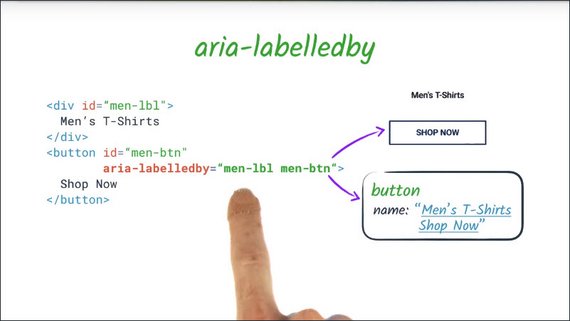 aria-labelledby
<div id="men-lbl">
Men's T-Shirts
</div>
<button id="men-btn"
aria-labelledby="men-lbl men-btn">
Shop Now
</button>
Men's T-Shirts
SHOP NOW
button
name: "Men's T-Shirts
Shop Now"